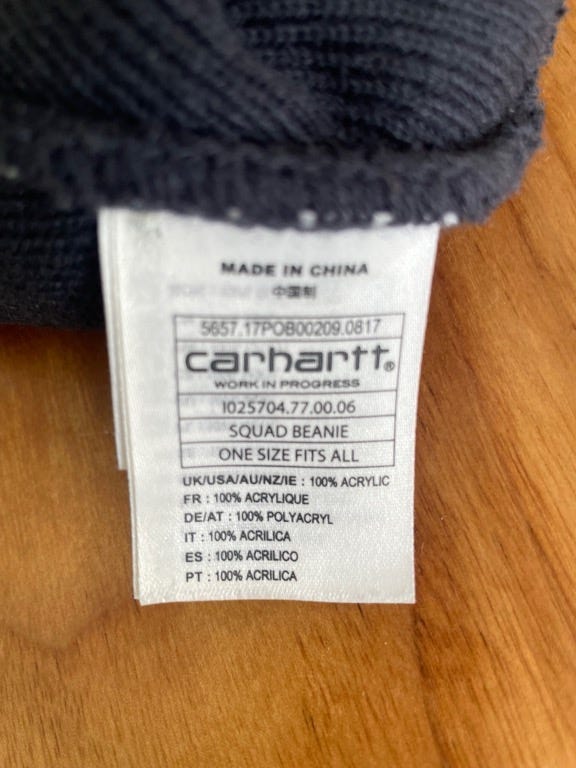 MADE IN CHINA
中国制
5657.17POB00209.0817
carhartt®
WORK IN PROGRESS
I025704.77.00.06
SQUAD BEANIE
ONE SIZE FITS ALL
UK/USA/AU/NZ/IE : 100% ACRYLIC
FR : 100% ACRYLIQUE
DE/AT : 100% POLYACRYL
IT : 100% ACRILICA
ES : 100% ACRILICO
PT : 100% ACRILICA